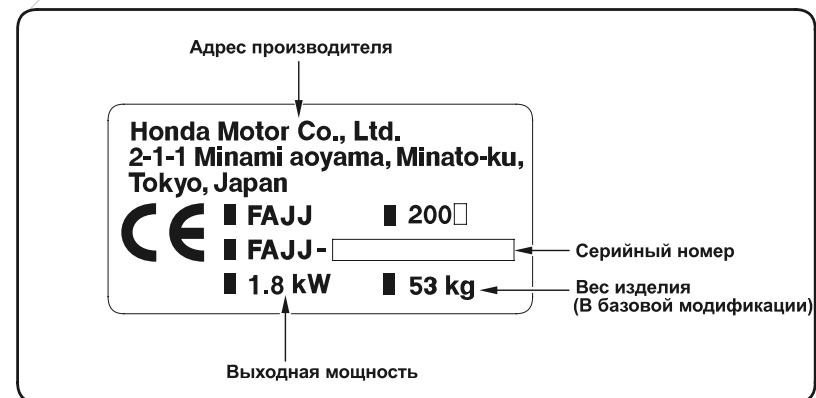 Адрес производителя
Honda Motor Co., Ltd.
2-1-1 Minami aoyama, Minato-ku,
Tokyo, Japan
CE
FAJJ 200
FAJJ-
Серийный номер
1.8 kW 53 kg
Вес изделия
(В базовой модификации)
Выходная мощность